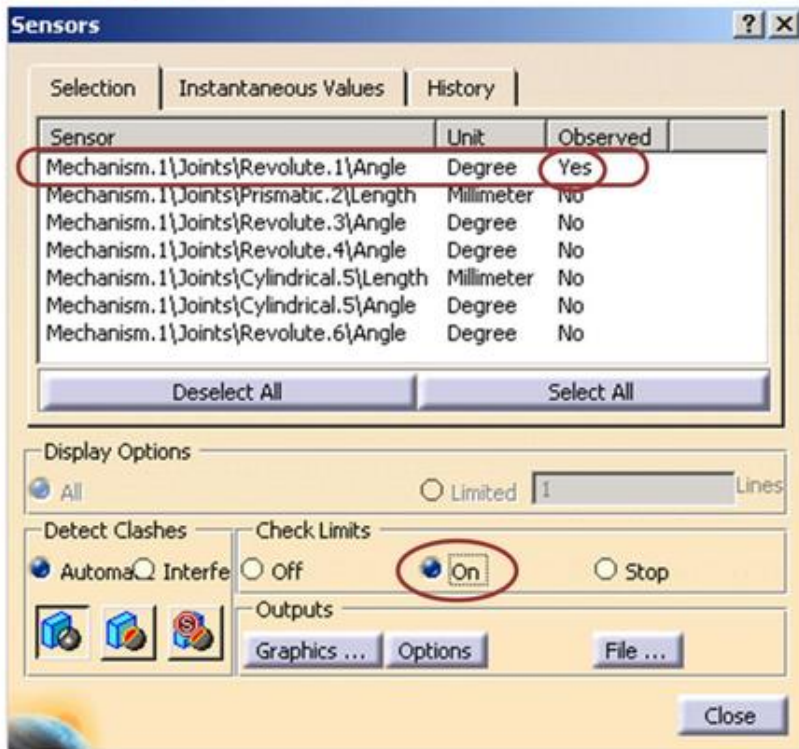 Sensors
Selection Instantaneous Values History
Sensor Unit Observed
Mechanism.1\Joints\Revolute.1\Angle Degree Yes
Mechanism.1\Joints\Prismatic.2\Length Millimeter No
Mechanism.1\Joints\Revolute.3\Angle Degree No
Mechanism.1\Joints\Revolute.4\Angle Degree No
Mechanism.1\Joints\Cylindrical.5\Length Millimeter No
Mechanism.1\Joints\Cylindrical.5\Angle Degree No
Mechanism.1\Joints\Revolute.6\Angle Degree No
Deselect All Select All
Display Options
All Limited 1 Lines
Detect Clashes Check Limits
Automa Interfe Off On Stop
Outputs
Graphics ... Options File ...
Close